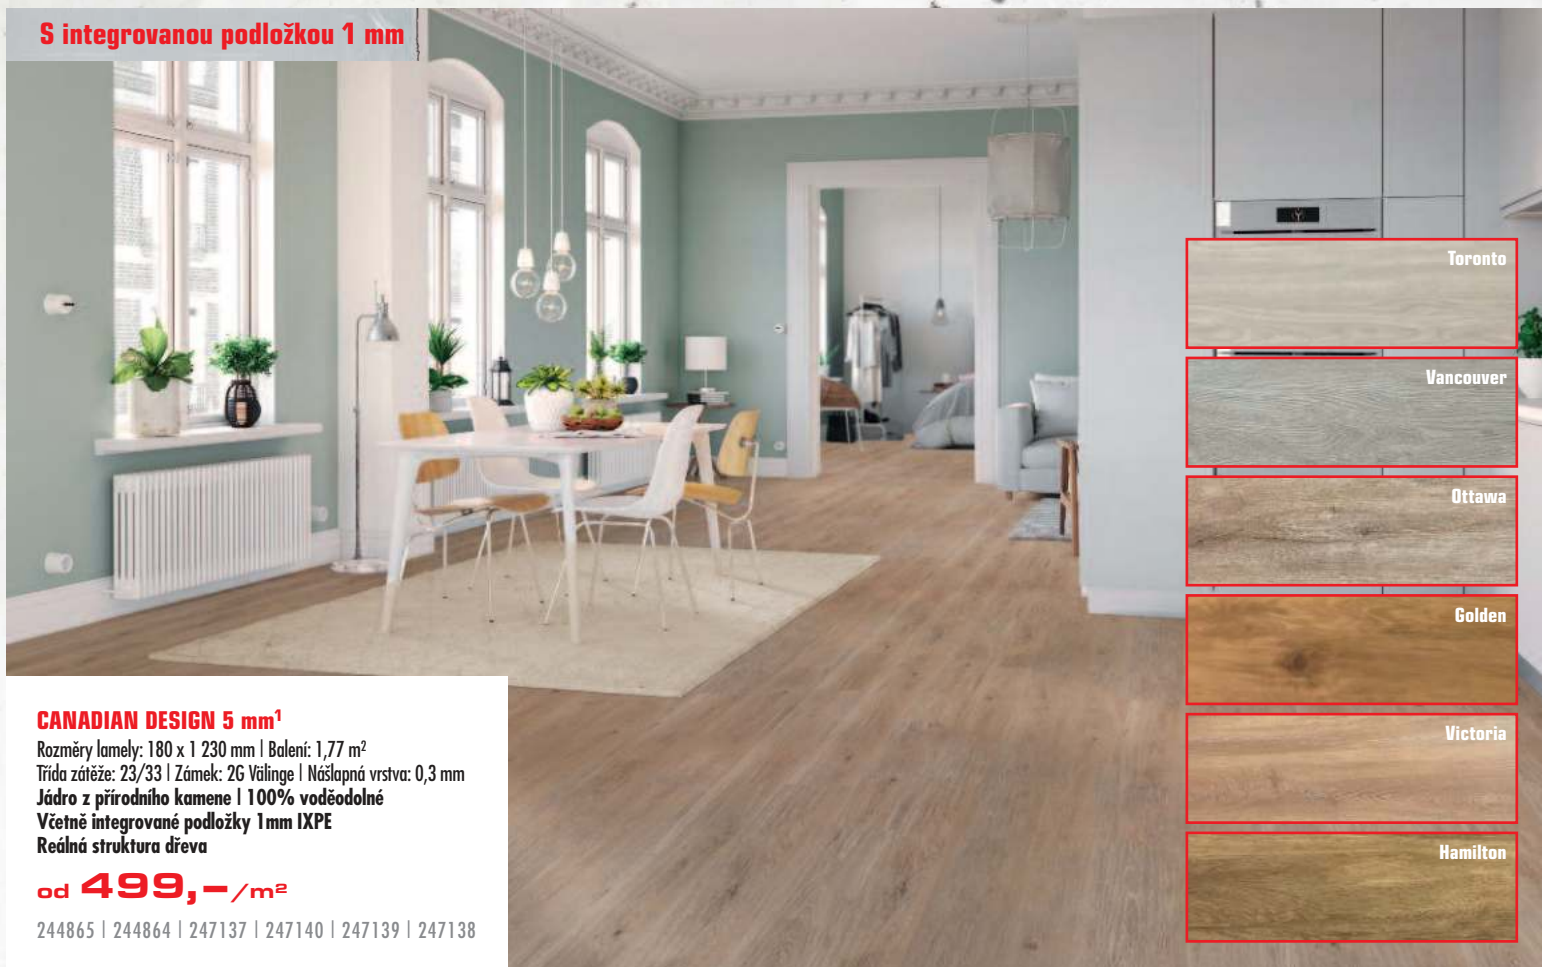 S integrovanou podložkou 1 mm
Toronto
Vancouver
Ottawa
Golden
Victoria
Hamilton
CANADIAN DESIGN 5 mm¹
Rozměry lamely: 180 x 1 230 mm | Balení: 1,77 m²
Třída zátěže: 23/33 | Zámek: 2G Välinge | Nášlapná vrstva: 0,3 mm
Jádro z přírodního kamene | 100% voděodolné
Včetně integrované podložky 1mm IXPE
Reálná struktura dřeva
od 499,–/m²
244865 | 244864 | 247137 | 247140 | 247139 | 247138